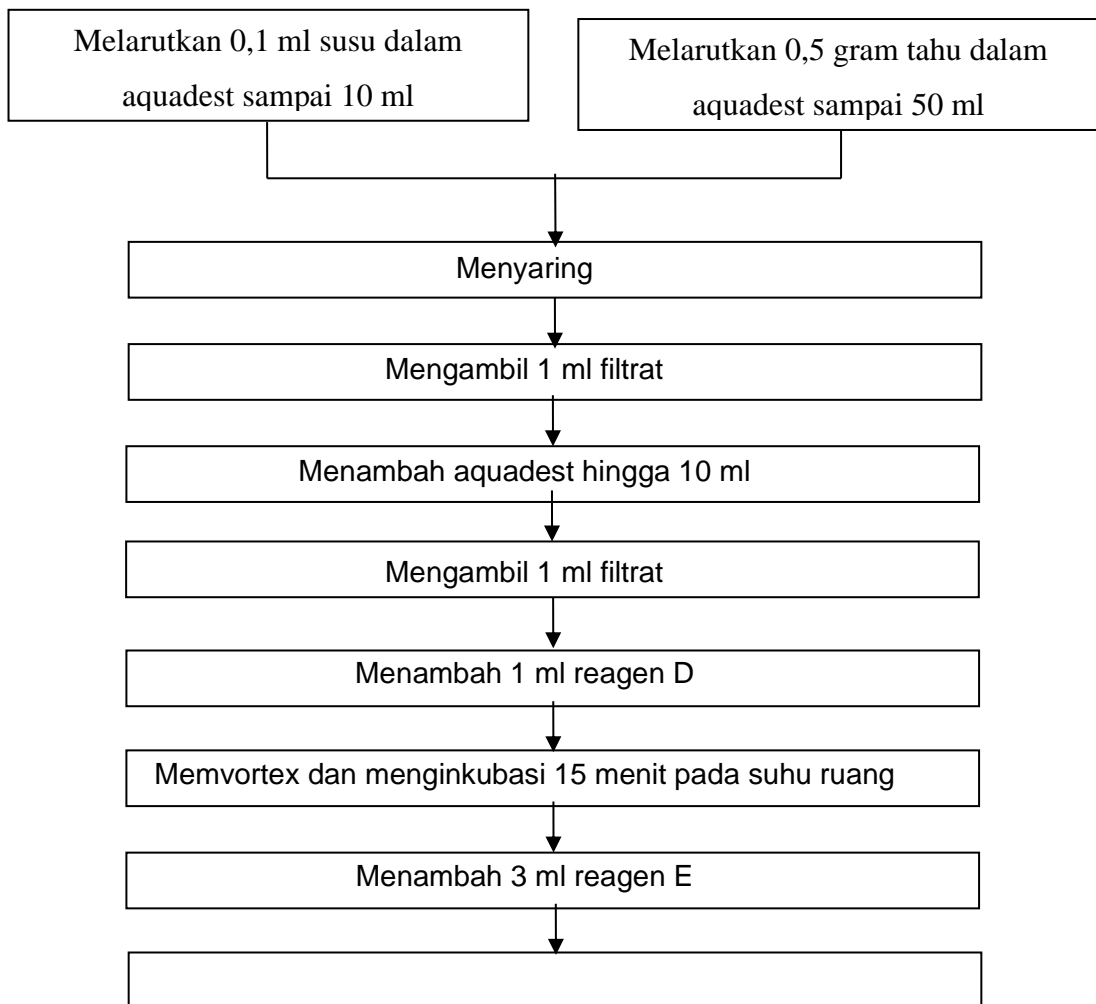 Melarutkan 0,1 ml susu dalam
aquadest sampai 10 ml
Melarutkan 0,5 gram tahu dalam
aquadest sampai 50 ml
Menyaring
Mengambil 1 ml filtrat
Menambah aquadest hingga 10 ml
Mengambil 1 ml filtrat
Menambah 1 ml reagen D
Memvortex dan menginkubasi 15 menit pada suhu ruang
Menambah 3 ml reagen E